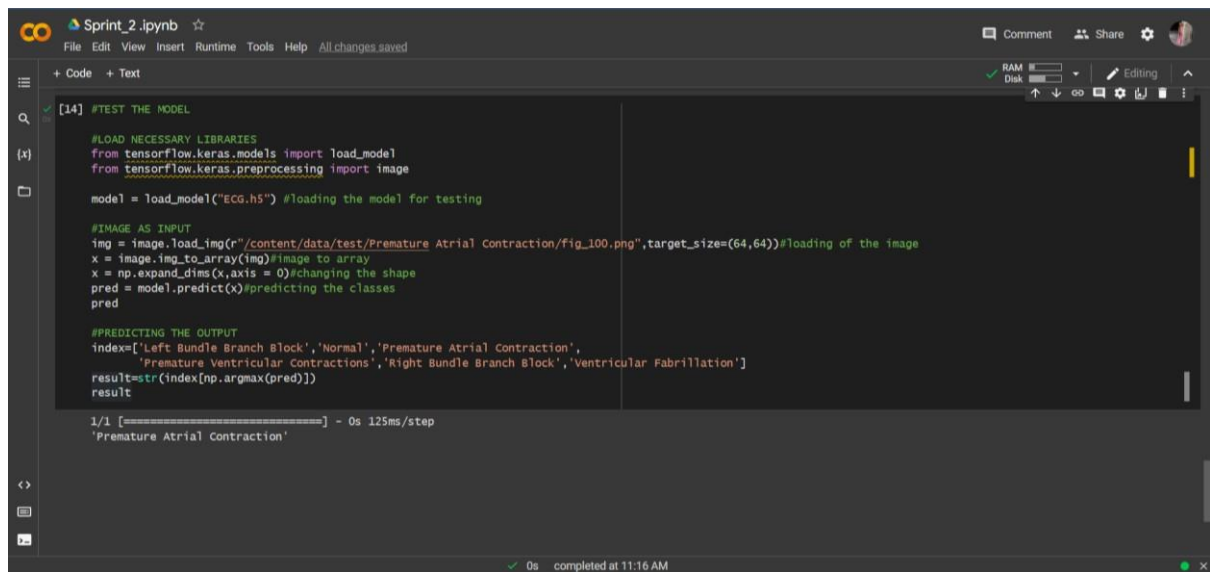 Sprint_2.ipynb
Comment Share
File Edit View Insert Runtime Tools Help All changes saved
+ Code + Text
RAM
Disk
Editing
[14] #TEST THE MODEL
#LOAD NECESSARY LIBRARIES
{x}
from tensorflow.keras.models import load_model
from tensorflow.keras.preprocessing import image
model = load_model("ECG.h5") #loading the model for testing
#IMAGE AS INPUT
img = image.load_img(r"/content/data/test/Premature Atrial Contraction/fig_100.png",target_size=(64,64))#loading of the image
x = image.img_to_array(img)#image to array
x = np.expand_dims(x,axis = 0)#changing the shape
pred = model.predict(x)#predicting the classes
pred
#PREDICTING THE OUTPUT
index=['Left Bundle Branch Block','Normal','Premature Atrial Contraction',
'Premature Ventricular Contractions','Right Bundle Branch Block','Ventricular Fabrillation']
result=str(index[np.argmax(pred)])
result
1/1 [==============================] - 0s 125ms/step
'Premature Atrial Contraction'
0s completed at 11:16 AM